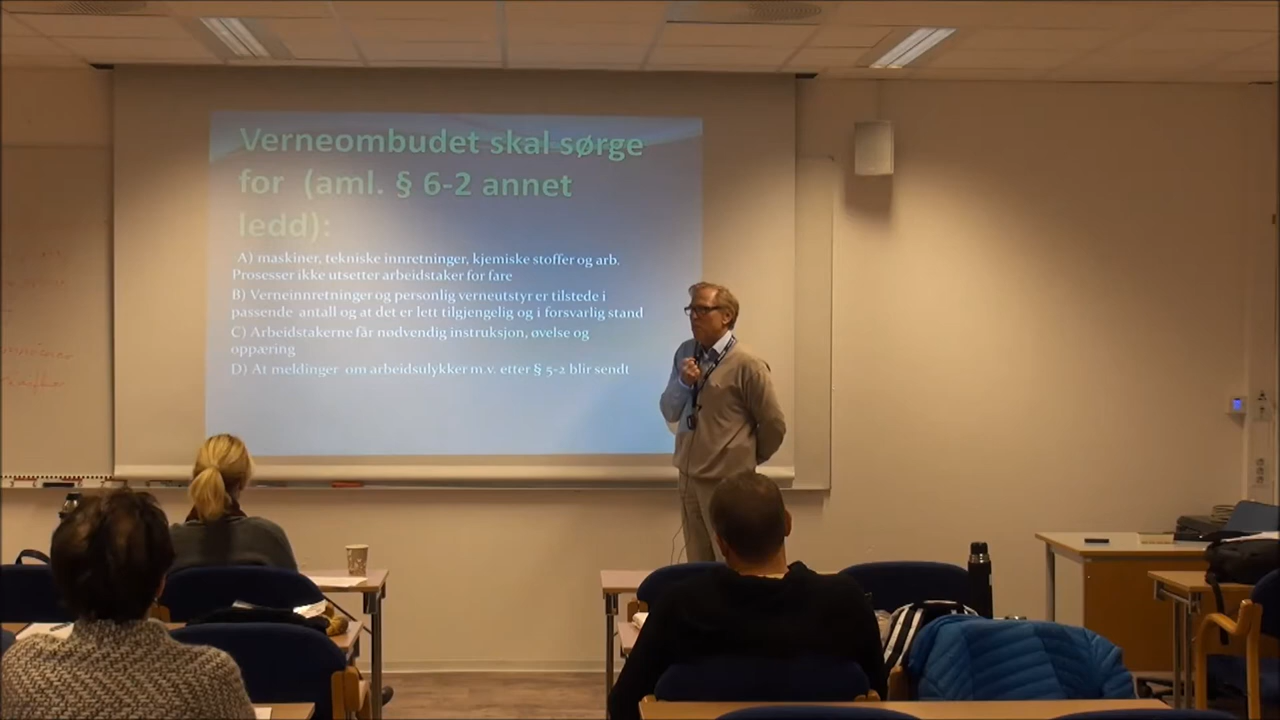 Verneombudet skal sørge
for (aml. § 6-2 annet
ledd):
A) maskiner, tekniske innretninger, kjemiske stoffer og arb.
Prosesser ikke utsetter arbeidstaker for fare
B) Verneinnretninger og personlig verneutstyr er tilstede i
passende antall og at det er lett tilgjengelig og i forsvarlig stand
C) Arbeidstakerne får nødvendig instruksjon, øvelse og
oppæring
D) At meldinger om arbeidsulykker m.v. etter § 5-2 blir sendt